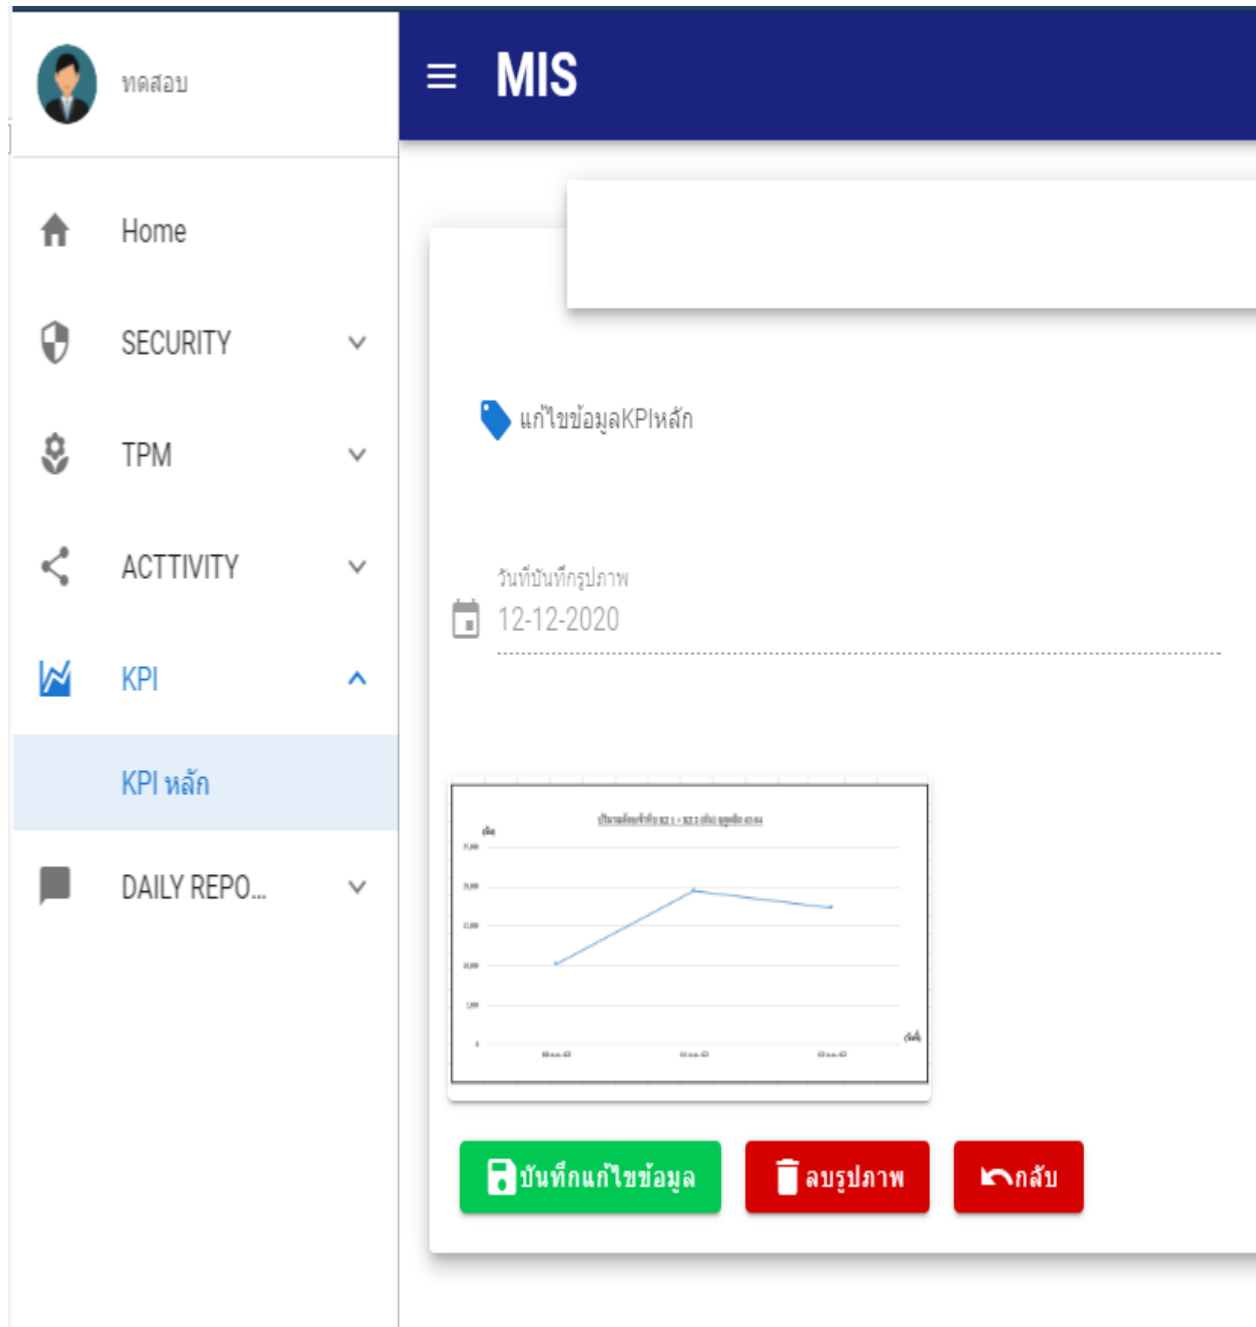 ทดสอบ
MIS
Home
SECURITY
TPM
ACTTIVITY
KPI
KPI หลัก
DAILY REPO...
แก้ไขข้อมูลKPIหลัก
วันที่บันทึกรูปภาพ
12-12-2020
บันทึกแก้ไขข้อมูล
ลบรูปภาพ
กลับ